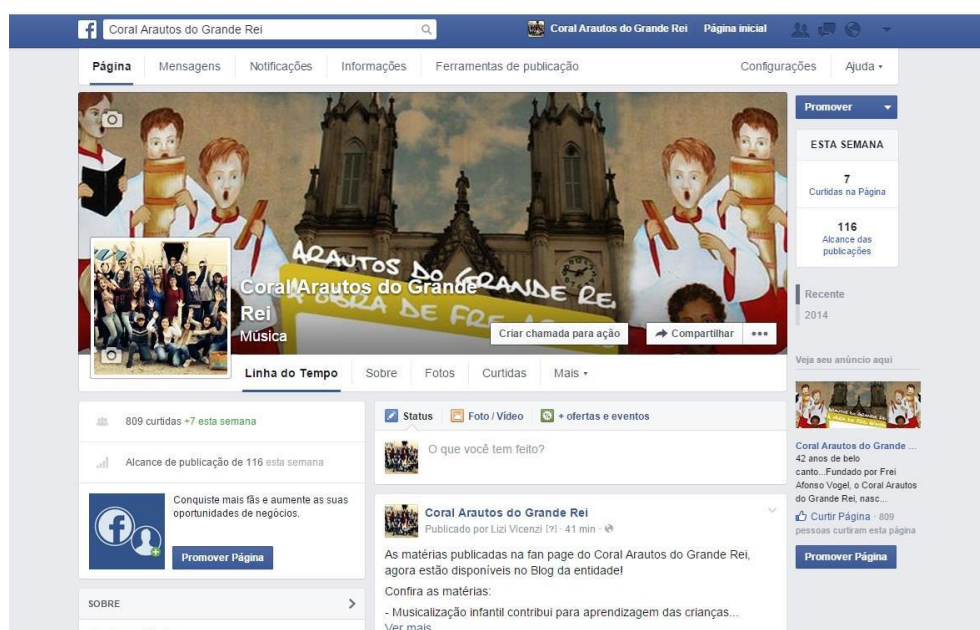 Coral Arautos do Grande Rei
Coral Arautos do Grande Rei Página inicial
Página Mensagens Notificações Informações Ferramentas de publicação Configurações Ajuda
ARAUTOS DO GRANDE REI
A OBRA DE FREI
Coral Arautos do Grande
Rei
Música
Criar chamada para ação Compartilhar
Linha do Tempo Sobre Fotos Curtidas Mais
Promover
ESTA SEMANA
7
Curtidas na Página
116
Alcance das
publicações
Recente
2014
Veja seu anúncio aqui
Coral Arautos do Grande ...
42 anos de belo
canto...Fundado por Frei
Afonso Vogel, o Coral Arautos
do Grande Rei, nasc...
Curtir Página · 809
pessoas curtiram esta página
Promover Página
809 curtidas +7 esta semana
Alcance de publicação de 116 esta semana
Conquiste mais fãs e aumente as suas
oportunidades de negócios.
Promover Página
SOBRE
Status Foto / Vídeo + ofertas e eventos
O que você tem feito?
Coral Arautos do Grande Rei
Publicado por Lizi Vicenzi [?] · 41 min ·
As matérias publicadas na fan page do Coral Arautos do Grande Rei,
agora estão disponíveis no Blog da entidade!
Confira as matérias:
- Musicalização infantil contribui para aprendizagem das crianças...
Ver mais